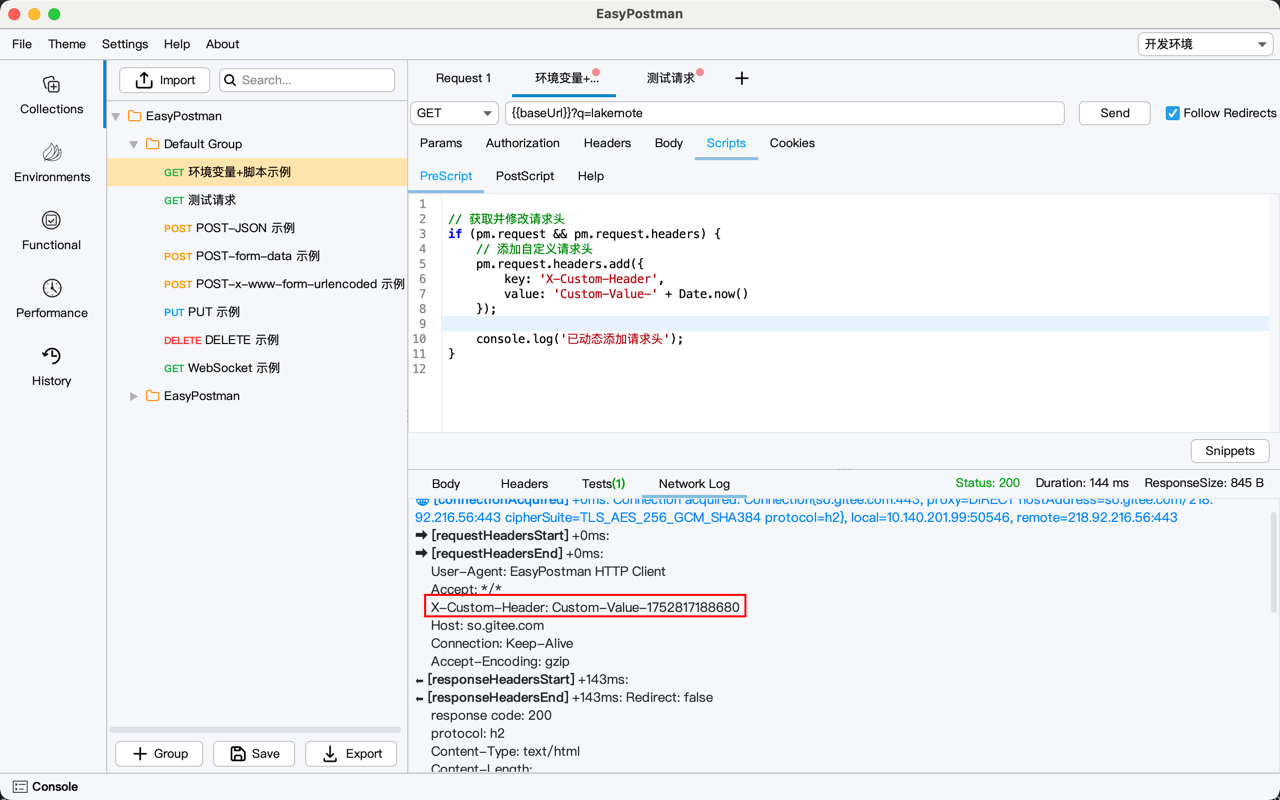 EasyPostman
File Theme Settings Help About
开发环境
Collections
Environments
Functional
Performance
History
Import
Search...
EasyPostman
Default Group
GET 环境变量+脚本示例
GET 测试请求
POST POST-JSON 示例
POST POST-form-data 示例
POST POST-x-www-form-urlencoded 示例
PUT PUT 示例
DELETE DELETE 示例
GET WebSocket 示例
EasyPostman
Group Save Export
Request 1 环境变量+... 测试请求 +
GET {{baseUrl}}?q=lakernote Send Follow Redirects
Params Authorization Headers Body Scripts Cookies
PreScript PostScript Help
1
2 // 获取并修改请求头
3 if (pm.request && pm.request.headers) {
4 // 添加自定义请求头
5 pm.request.headers.add({
6 key: 'X-Custom-Header',
7 value: 'Custom-Value-' + Date.now()
8 });
9
10 console.log('已动态添加请求头');
11 }
12
Snippets
Body Headers Tests(1) Network Log Status: 200 Duration: 144 ms ResponseSize: 845 B
[connectionAcquired] +0ms: Connection acquired: Connection{so.gitee.com:443, proxy=DIRECT hostAddress=so.gitee.com/218.
92.216.56:443 cipherSuite=TLS_AES_256_GCM_SHA384 protocol=h2}, local=10.140.201.99:50546, remote=218.92.216.56:443
[requestHeadersStart] +0ms:
[requestHeadersEnd] +0ms:
User-Agent: EasyPostman HTTP Client
Accept: */*
X-Custom-Header: Custom-Value-1752817188680
Host: so.gitee.com
Connection: Keep-Alive
Accept-Encoding: gzip
[responseHeadersStart] +143ms:
[responseHeadersEnd] +143ms: Redirect: false
response code: 200
protocol: h2
Content-Type: text/html
Content-Length:
Console